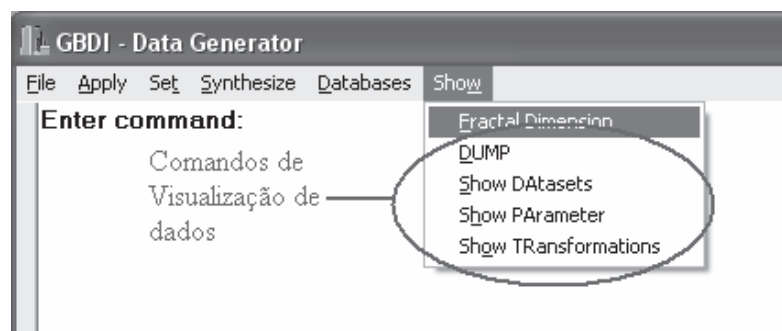 GBDI - Data Generator
File Apply Set Synthesize Databases Show
Enter command:
Comandos de
Visualização de
dados
Fractal Dimension
DUMP
Show DAtasets
Show PArameter
Show TRansformations